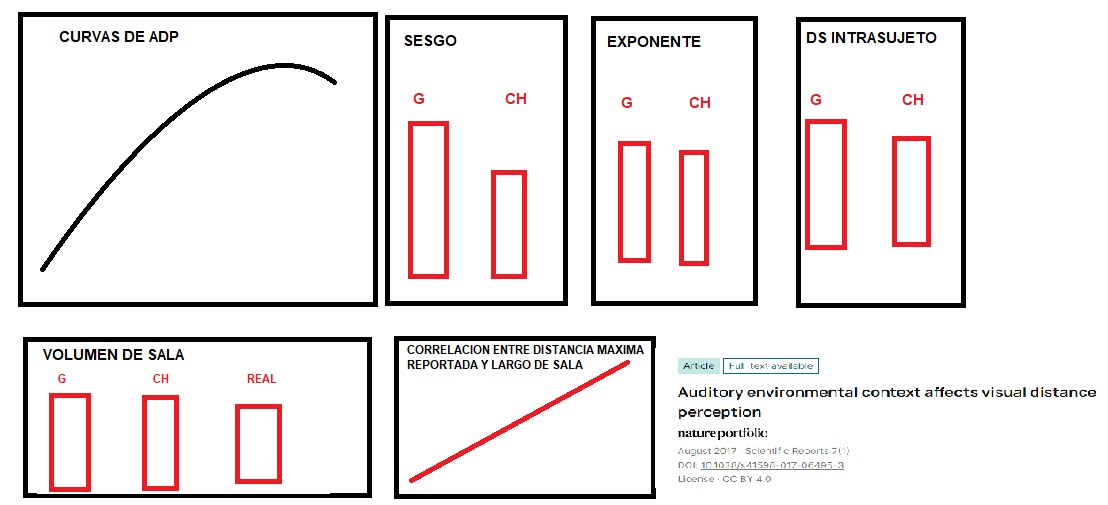 CURVAS DE ADP
SESGO
G CH
EXPONENTE
G CH
DS INTRASUJETO
G CH
VOLUMEN DE SALA
G CH REAL
CORRELACION ENTRE DISTANCIA MAXIMA
REPORTADA Y LARGO DE SALA
Article Full-text available
Auditory environmental context affects visual distance
perception
nature portfolio
August 2017 · Scientific Reports 7(1)
DOI: 10.1038/s41598-017-06495-3
License · CC BY 4.0